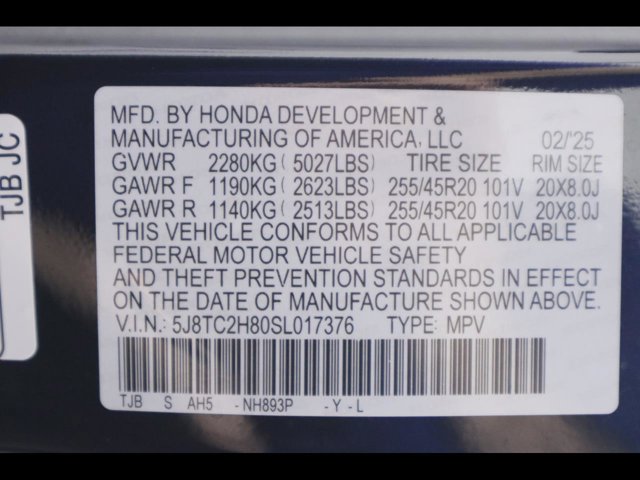 MFD. BY HONDA DEVELOPMENT &
MANUFACTURING OF AMERICA, LLC 02/'25
GVWR 2280KG ( 5027LBS) TIRE SIZE RIM SIZE
GAWR F 1190KG ( 2623LBS) 255/45R20 101V 20X8.0J
GAWR R 1140KG ( 2513LBS) 255/45R20 101V 20X8.0J
THIS VEHICLE CONFORMS TO ALL APPLICABLE
FEDERAL MOTOR VEHICLE SAFETY
AND THEFT PREVENTION STANDARDS IN EFFECT
ON THE DATE OF MANUFACTURE SHOWN ABOVE.
V.I.N.: 5J8TC2H80SL017376 TYPE: MPV
TJB S AH5 -NH893P -Y-L
TJB JC